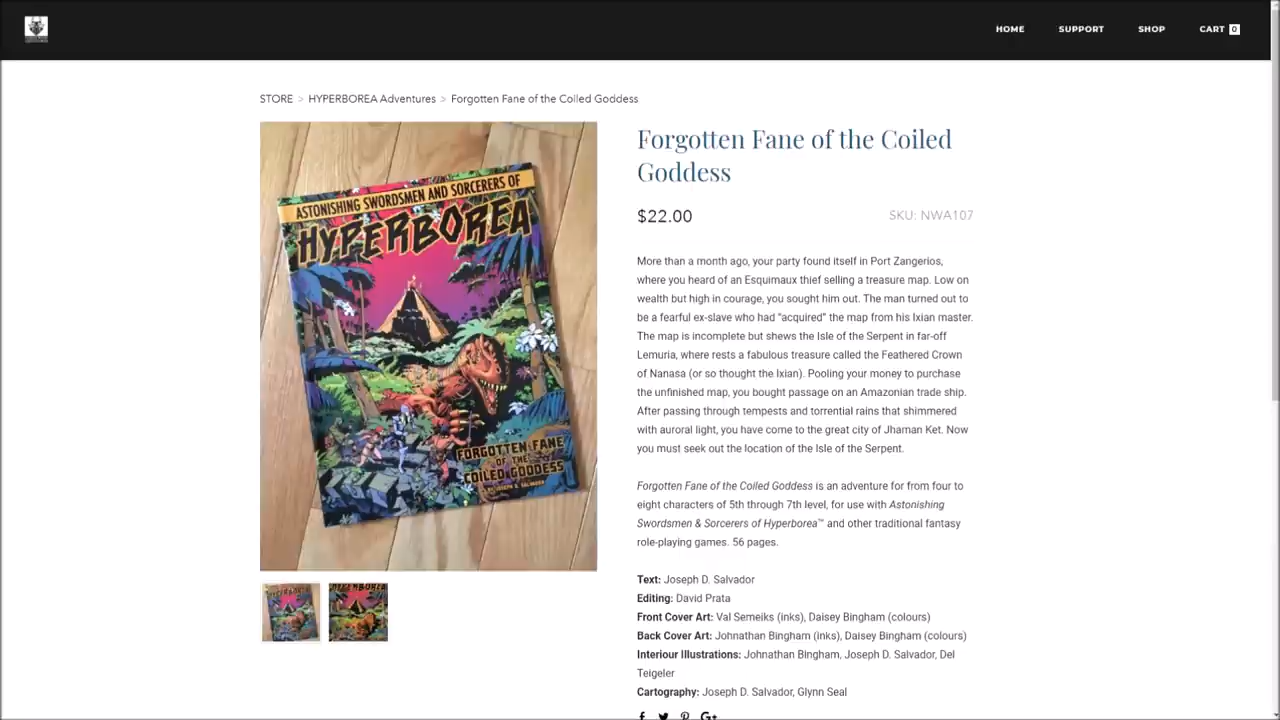 HOME SUPPORT SHOP CART 0
STORE > HYPERBOREA Adventures > Forgotten Fane of the Coiled Goddess
ASTONISHING SWORDSMEN AND SORCERERS OF
HYPERBOREA
FORGOTTEN FANE
OF THE
COILED GODDESS
BY JOSEPH D. SALVADOR
HYPERBOREA
Forgotten Fane of the Coiled
Goddess
$22.00 SKU: NWA107
More than a month ago, your party found itself in Port Zangerios,
where you heard of an Esquimaux thief selling a treasure map. Low on
wealth but high in courage, you sought him out. The man turned out to
be a fearful ex-slave who had "acquired" the map from his Ixian master.
The map is incomplete but shews the Isle of the Serpent in far-off
Lemuria, where rests a fabulous treasure called the Feathered Crown
of Nanasa (or so thought the Ixian). Pooling your money to purchase
the unfinished map, you bought passage on an Amazonian trade ship.
After passing through tempests and torrential rains that shimmered
with auroral light, you have come to the great city of Jhaman Ket. Now
you must seek out the location of the Isle of the Serpent.
Forgotten Fane of the Coiled Goddess is an adventure for from four to
eight characters of 5th through 7th level, for use with Astonishing
Swordsmen & Sorcerers of Hyperborea™ and other traditional fantasy
role-playing games. 56 pages.
Text: Joseph D. Salvador
Editing: David Prata
Front Cover Art: Val Semeiks (inks), Daisey Bingham (colours)
Back Cover Art: Johnathan Bingham (inks), Daisey Bingham (colours)
Interiour Illustrations: Johnathan Bingham, Joseph D. Salvador, Del
Teigeler
Cartography: Joseph D. Salvador, Glynn Seal